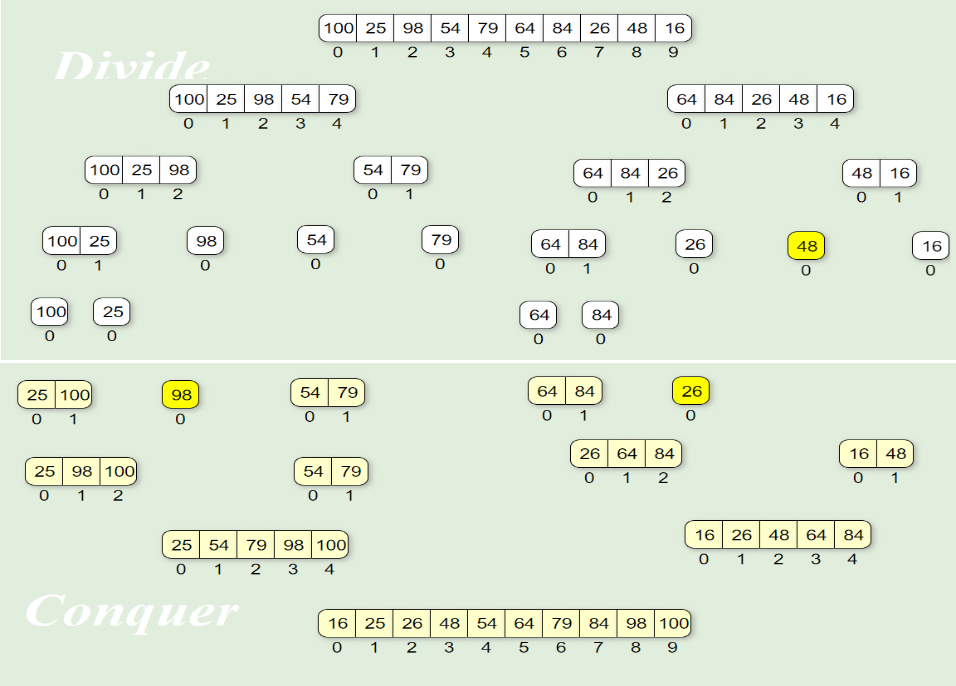 100 25 98 54 79 64 84 26 48 16
0 1 2 3 4 5 6 7 8 9
Divide
100 25 98 54 79 64 84 26 48 16
0 1 2 3 4 0 1 2 3 4
100 25 98 54 79 64 84 26 48 16
0 1 2 0 1 0 1 2 0 1
100 25 98 54 79 64 84 26 48 16
0 1 0 0 0 0 1 0 0 0
100 25 64 84
0 0 0 0
25 100 98 54 79 64 84 26
0 1 0 0 1 0 1 0
26 64 84 16 48
0 1 2 0 1
25 98 100 54 79
0 1 2 0 1
16 26 48 64 84
0 1 2 3 4
25 54 79 98 100
0 1 2 3 4
Conquer
16 25 26 48 54 64 79 84 98 100
0 1 2 3 4 5 6 7 8 9